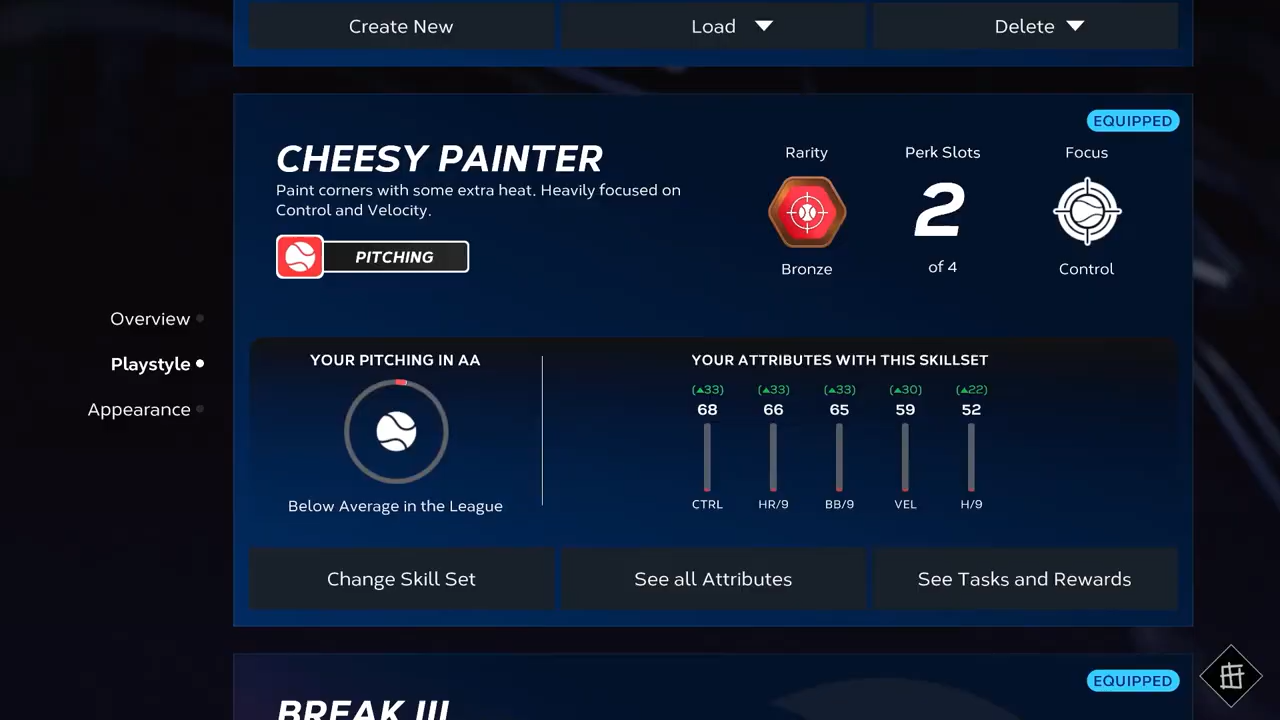 Create New
Load
Delete
EQUIPPED
CHEESY PAINTER
Paint corners with some extra heat. Heavily focused on
Control and Velocity.
PITCHING
Rarity
Bronze
Perk Slots
2
of 4
Focus
Control
Overview
Playstyle
Appearance
YOUR PITCHING IN AA
Below Average in the League
YOUR ATTRIBUTES WITH THIS SKILLSET
(▲33) (▲33) (▲33) (▲30) (▲22)
68 66 65 59 52
CTRL HR/9 BB/9 VEL H/9
Change Skill Set
See all Attributes
See Tasks and Rewards
EQUIPPED
BREAK III